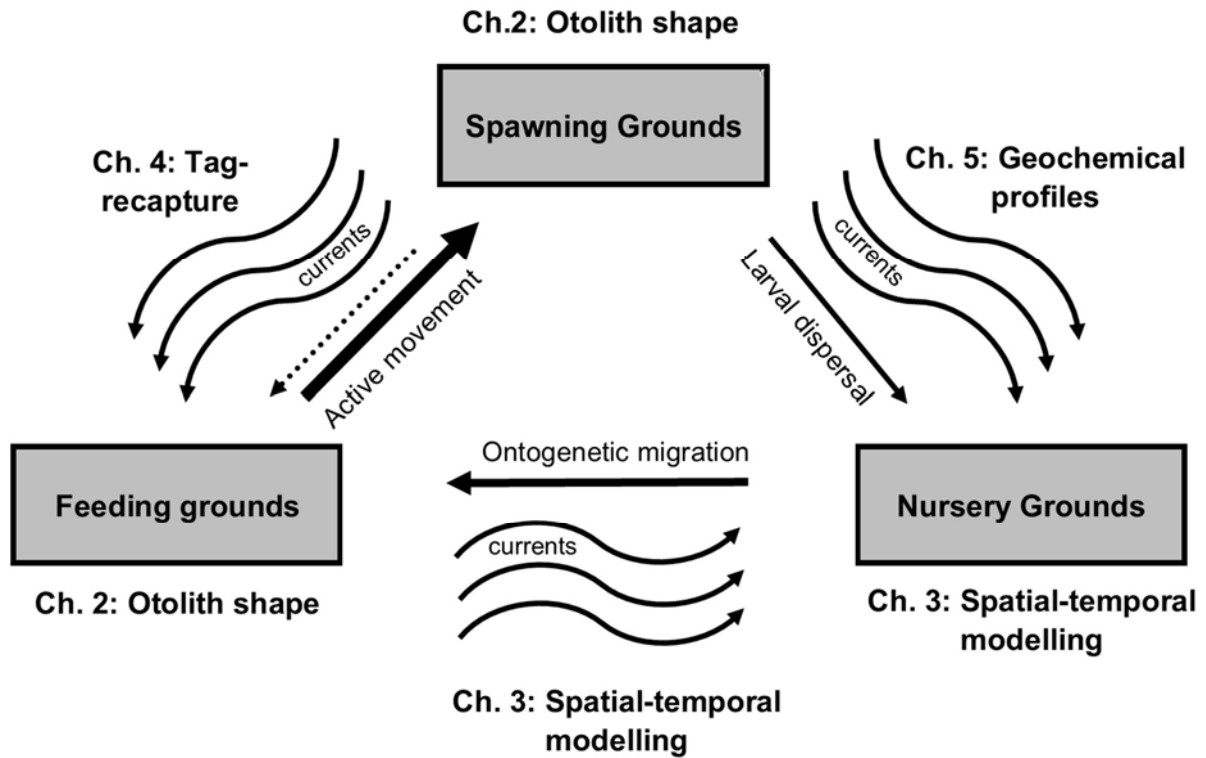 Ch.2: Otolith shape
Spawning Grounds
Ch. 4: Tag-
recapture
Ch. 5: Geochemical
profiles
currents
currents
Active movement
Larval dispersal
Ontogenetic migration
Feeding grounds
Nursery Grounds
currents
Ch. 2: Otolith shape
Ch. 3: Spatial-temporal
modelling
Ch. 3: Spatial-temporal
modelling